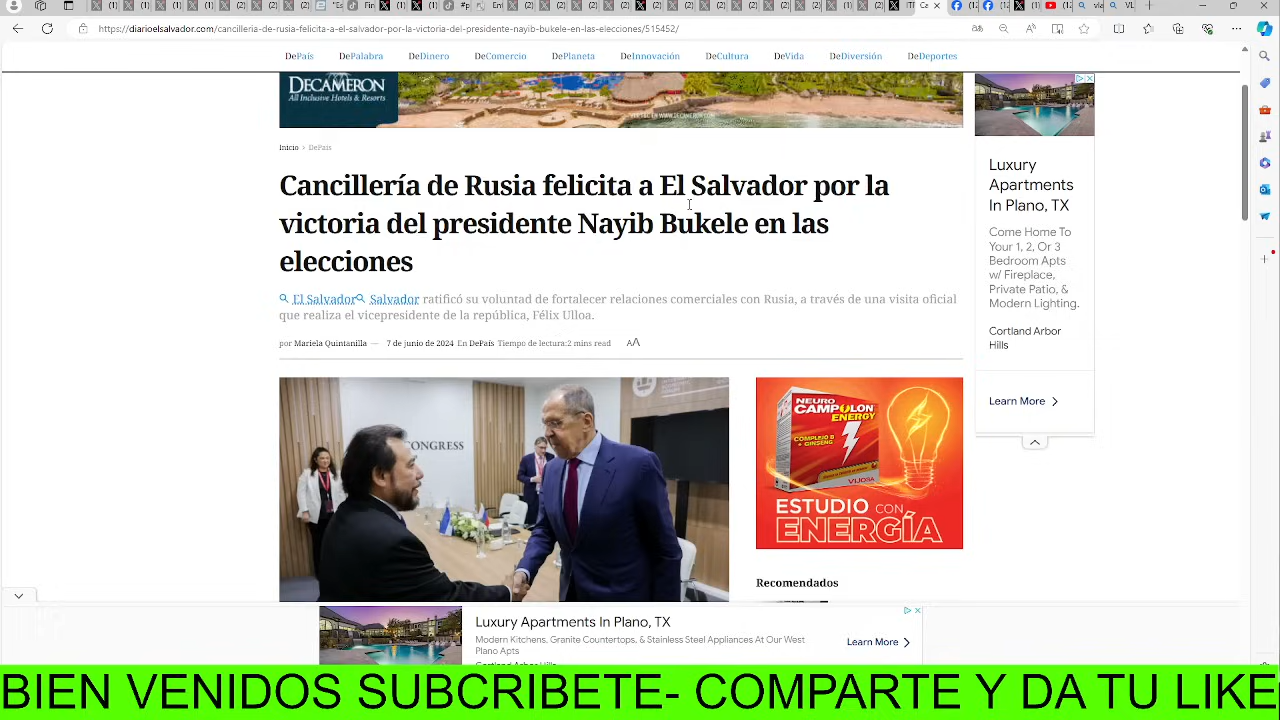 https://diarioelsalvador.com/cancilleria-de-rusia-felicita-a-el-salvador-por-la-victoria-del-presidente-nayib-bukele-en-las-elecciones/515452/
DePaís DePalabra DeDinero DeComercio DePlaneta DeInnovación DeCultura DeVida DeDiversión DeDeportes
DECAMERON
All Inclusive Hotels & Resorts
Inicio > DePaís
Cancillería de Rusia felicita a El Salvador por la
victoria del presidente Nayib Bukele en las
elecciones
El Salvador Salvador ratificó su voluntad de fortalecer relaciones comerciales con Rusia, a través de una visita oficial
que realiza el vicepresidente de la república, Félix Ulloa.
por Mariela Quintanilla — 7 de junio de 2024 En DePaís Tiempo de lectura:2 mins read AA
CONGRESS
NEURO
CAMPOLON
ENERGY
COMPLEJO B
+ GINSENG
VIJOSA
ESTUDIO CON
ENERGÍA
Recomendados
Luxury
Apartments
In Plano, TX
Come Home To
Your 1, 2, Or 3
Bedroom Apts
w/ Fireplace,
Private Patio, &
Modern Lighting.
Cortland Arbor
Hills
Learn More
Luxury Apartments In Plano, TX
Modern Kitchens, Granite Countertops, & Stainless Steel Appliances At Our West
Plano Apts
Cortland Arbor Hills
Learn More
BIEN VENIDOS SUBCRIBETE- COMPARTE Y DA TU LIKE